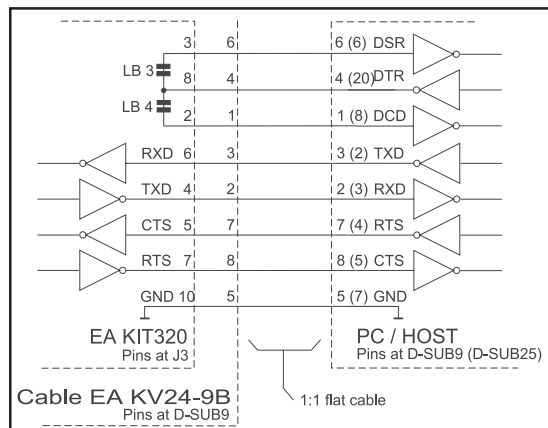 3 6 6 (6) DSR
LB 3
8 4 4 (20) DTR
LB 4
2 1 1 (8) DCD
RXD 6 3 3 (2) TXD
TXD 4 2 2 (3) RXD
CTS 5 7 7 (4) RTS
RTS 7 8 8 (5) CTS
GND 10 5 5 (7) GND
EA KIT320
Pins at J3
PC / HOST
Pins at D-SUB9 (D-SUB25)
Cable EA KV24-9B
Pins at D-SUB9
1:1 flat cable